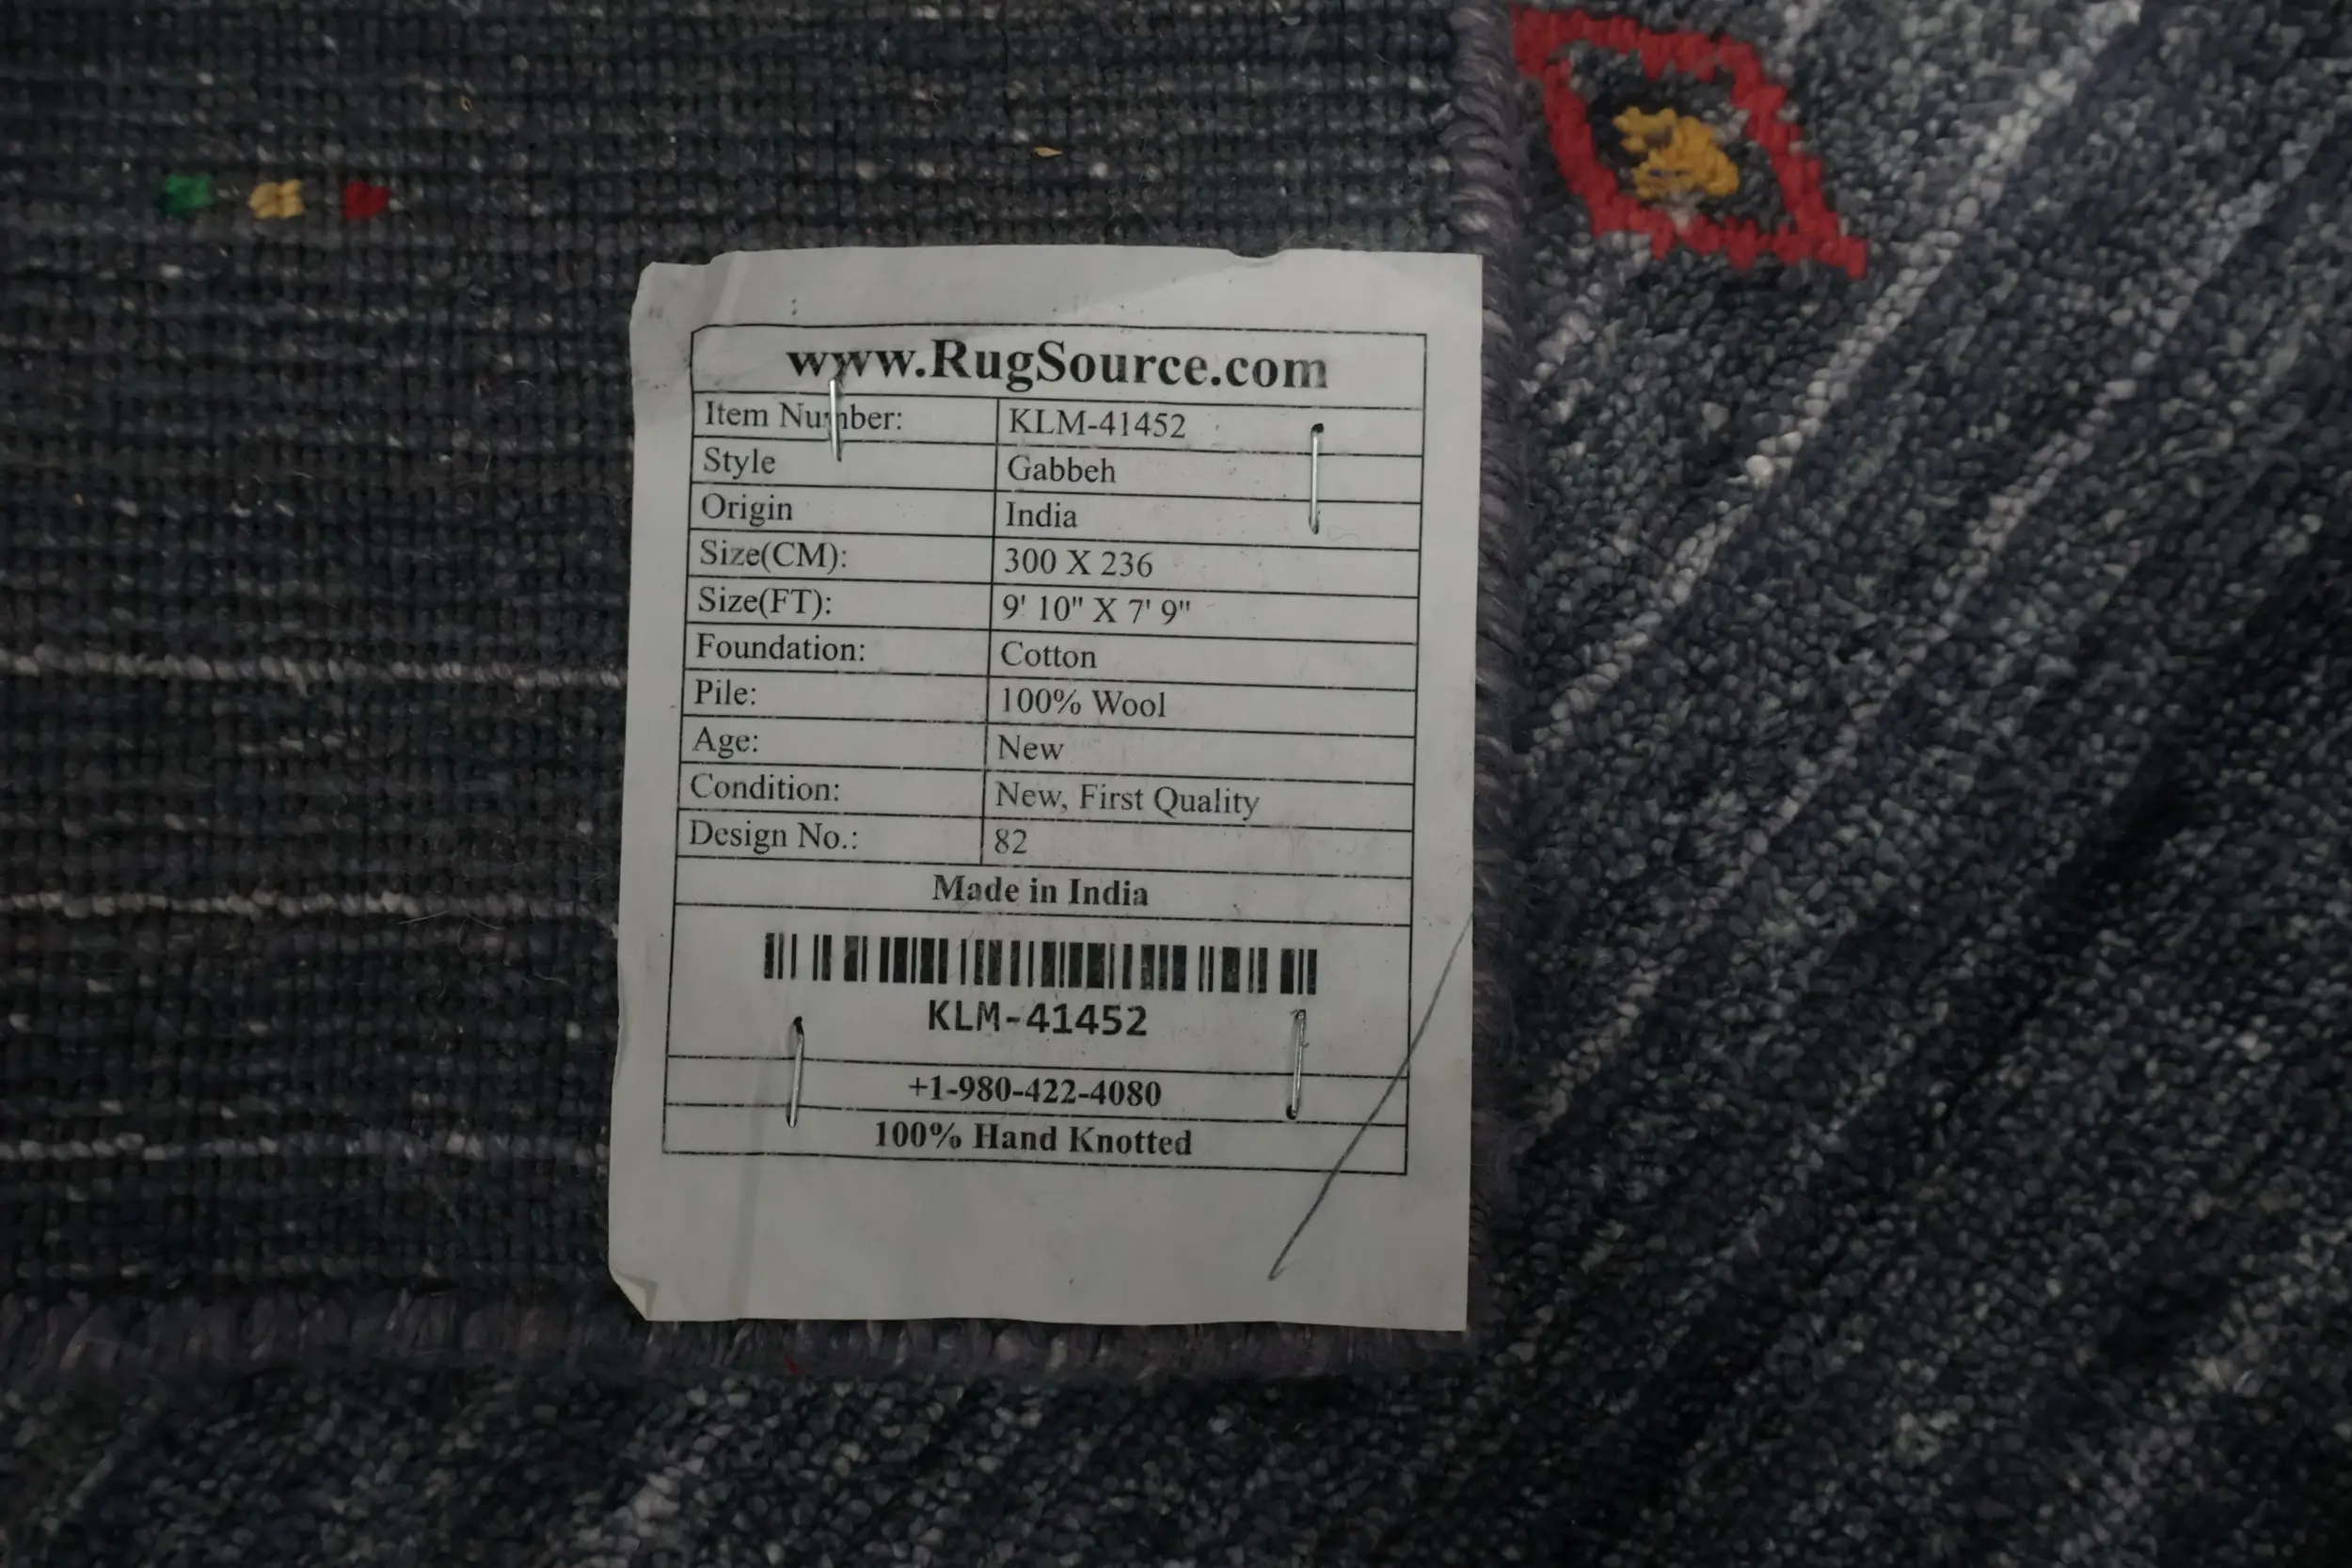 www.RugSource.com
Item Number: KLM-41452
Style Gabbeh
Origin India
Size(CM): 300 X 236
Size(FT): 9' 10" X 7' 9"
Foundation: Cotton
Pile: 100% Wool
Age: New
Condition: New, First Quality
Design No.: 82
Made in India
KLM-41452
+1-980-422-4080
100% Hand Knotted